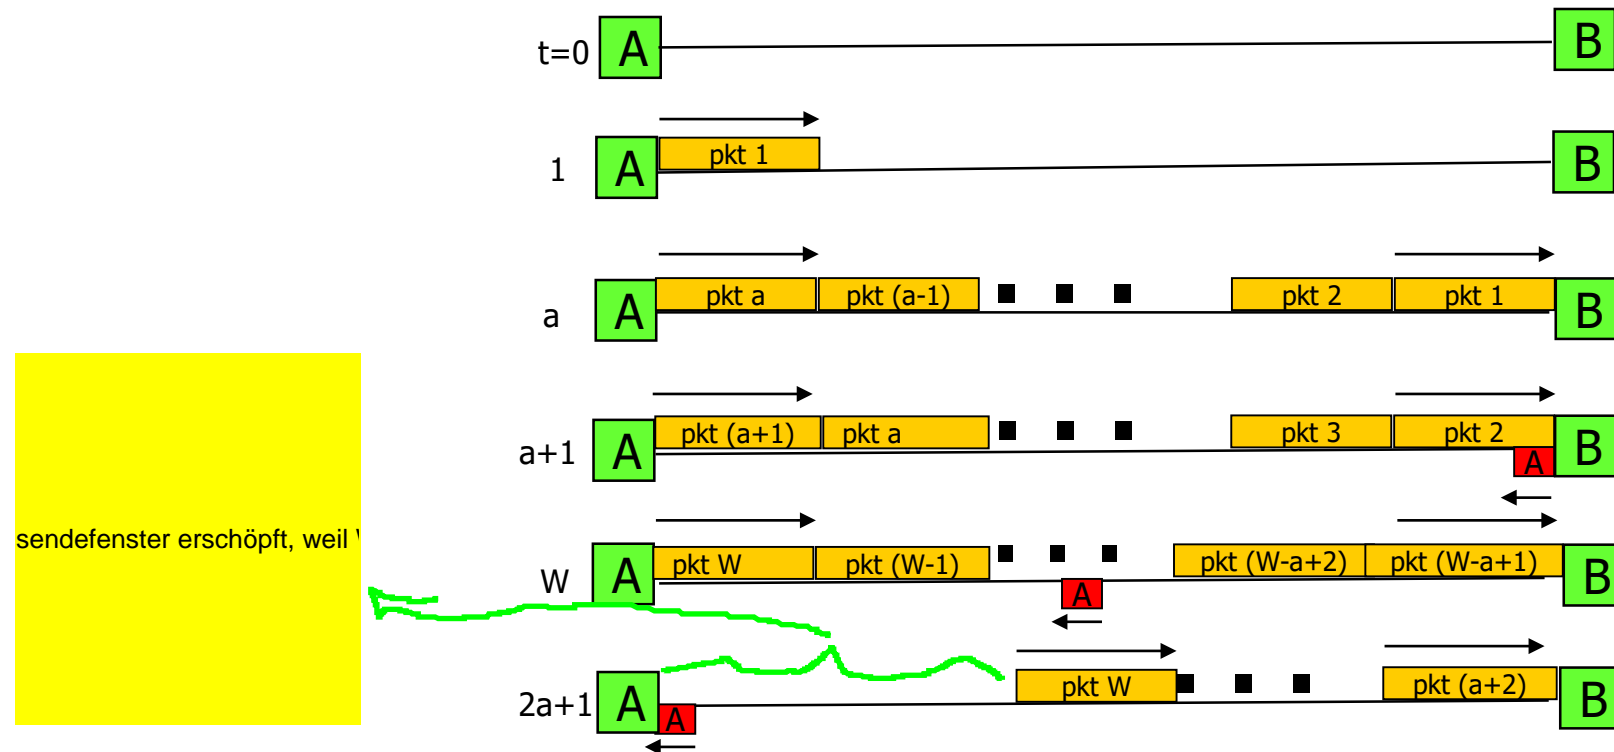 t=0 A B
1 A pkt 1 B
a A pkt a pkt (a-1) pkt 2 pkt 1 B
a+1 A pkt (a+1) pkt a pkt 3 pkt 2 B
A
sendefenster erschöpft, weil
W A pkt W pkt (W-1) pkt (W-a+2) pkt (W-a+1) B
A
2a+1 A pkt W pkt (a+2) B
A